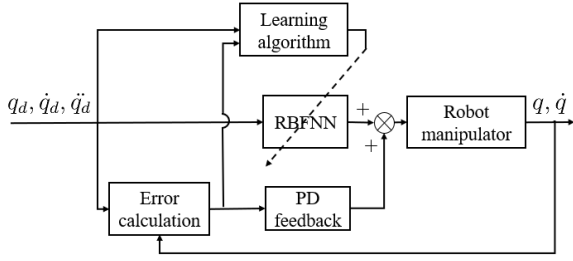 Learning
algorithm
q_d, q̇_d, q̈_d
RBFNN
+
+
Robot
manipulator
q, q̇
Error
calculation
PD
feedback